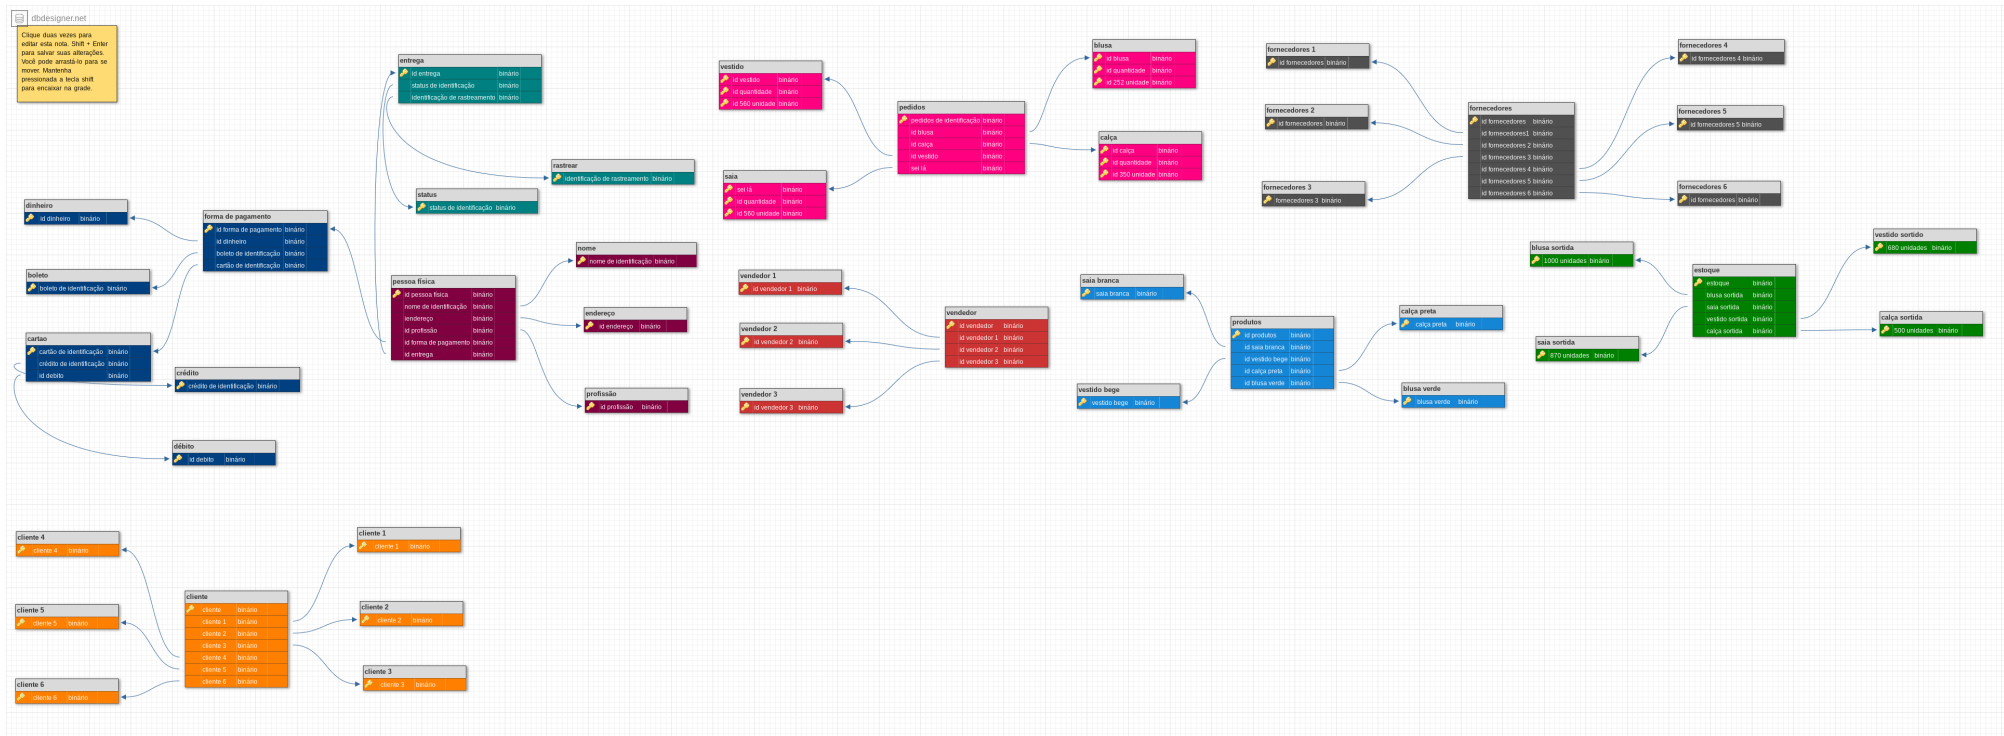 dbdesigner.net
Clique duas vezes para
editar esta nota. Shift + Enter
para salvar suas alterações.
Você pode arrastá-lo para se
mover. Mantenha
pressionada a tecla shift
para encaixar na grade.
entrega
id entrega binário
status de identificação binário
identificação de rastreamento binário
rastrear
identificação de rastreamento binário
status
status de identificação binário
dinheiro
id dinheiro binário
forma de pagamento
id forma de pagamento binário
id dinheiro binário
boleto de identificação binário
cartão de identificação binário
boleto
boleto de identificação binário
cartao
cartão de identificação binário
crédito de identificação binário
id debito binário
crédito
crédito de identificação binário
débito
id debito binário
pessoa física
id pessoa física binário
nome de identificação binário
iendereço binário
id profissão binário
id forma de pagamento binário
id entrega binário
nome
nome de identificação binário
endereço
id endereço binário
profissão
id profissão binário
vestido
id vestido binário
id quantidade binário
id 560 unidade binário
saia
sei lá binário
id quantidade binário
id 560 unidade binário
pedidos
pedidos de identificação binário
id blusa binário
id calça binário
id vestido binário
sei lá binário
blusa
id blusa binário
id quantidade binário
id 252 unidade binário
calça
id calça binário
id quantidade binário
id 350 unidade binário
fornecedores 1
id fornecedores binário
fornecedores 2
id fornecedores binário
fornecedores 3
fornecedores 3 binário
fornecedores
id fornecedores binário
id fornecedores1 binário
id fornecedores 2 binário
id fornecedores 3 binário
id fornecedores 4 binário
id fornecedores 5 binário
id fornecedores 6 binário
fornecedores 4
id fornecedores 4 binário
fornecedores 5
id fornecedores 5 binário
fornecedores 6
id fornecedores binário
vendedor 1
id vendedor 1 binário
vendedor 2
id vendedor 2 binário
vendedor 3
id vendedor 3 binário
vendedor
id vendedor binário
id vendedor 1 binário
id vendedor 2 binário
id vendedor 3 binário
saia branca
saia branca binário
vestido bege
vestido bege binário
produtos
id produtos binário
id saia branca binário
id vestido bege binário
id calça preta binário
id blusa verde binário
calça preta
calça preta binário
blusa verde
blusa verde binário
blusa sortida
1000 unidades binário
saia sortida
870 unidades binário
estoque
estoque binário
blusa sortida binário
saia sortida binário
vestido sortido binário
calça sortida binário
vestido sortido
660 unidades binário
calça sortida
500 unidades binário
cliente 4
cliente 4 binário
cliente 5
cliente 5 binário
cliente 6
cliente 6 binário
cliente
cliente binário
cliente 1 binário
cliente 2 binário
cliente 3 binário
cliente 4 binário
cliente 5 binário
cliente 6 binário
cliente 1
cliente 1 binário
cliente 2
cliente 2 binário
cliente 3
cliente 3 binário